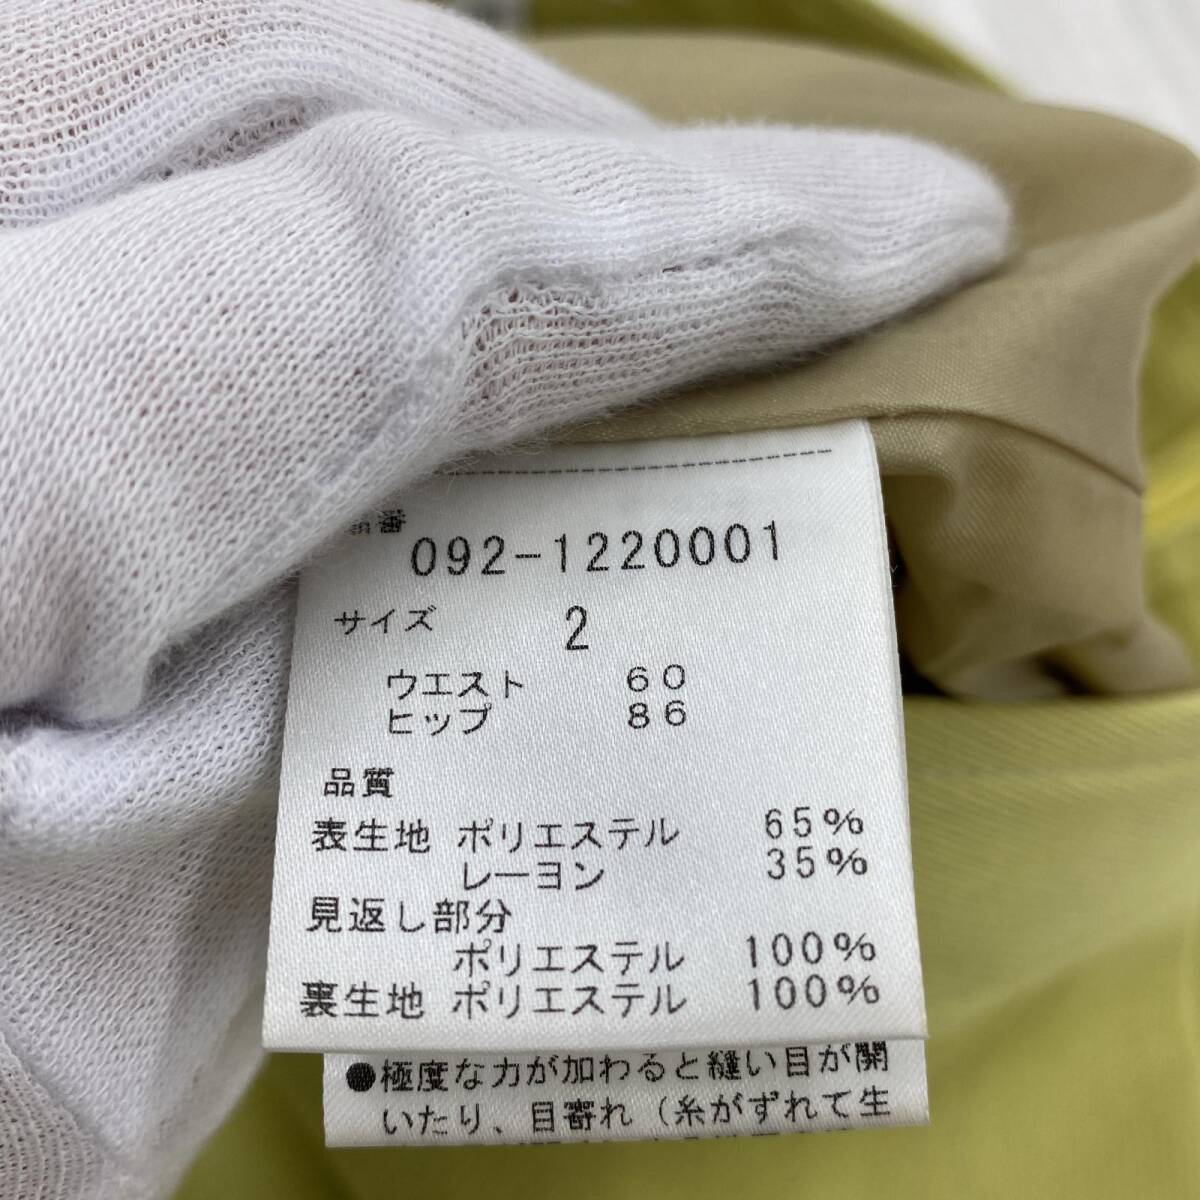 品番
092-1220001
サイズ 2
ウエスト 60
ヒップ 86
品質
表生地 ポリエステル 65%
レーヨン 35%
見返し部分
ポリエステル 100%
裏生地 ポリエステル 100%
●極度な力が加わると縫い目が開
いたり、目寄れ(糸がずれて生